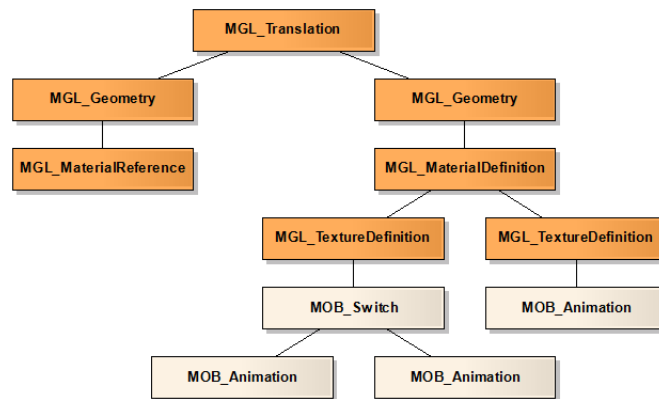 MGL_Translation
MGL_Geometry
MGL_Geometry
MGL_MaterialReference
MGL_MaterialDefinition
MGL_TextureDefinition
MGL_TextureDefinition
MOB_Switch
MOB_Animation
MOB_Animation
MOB_Animation